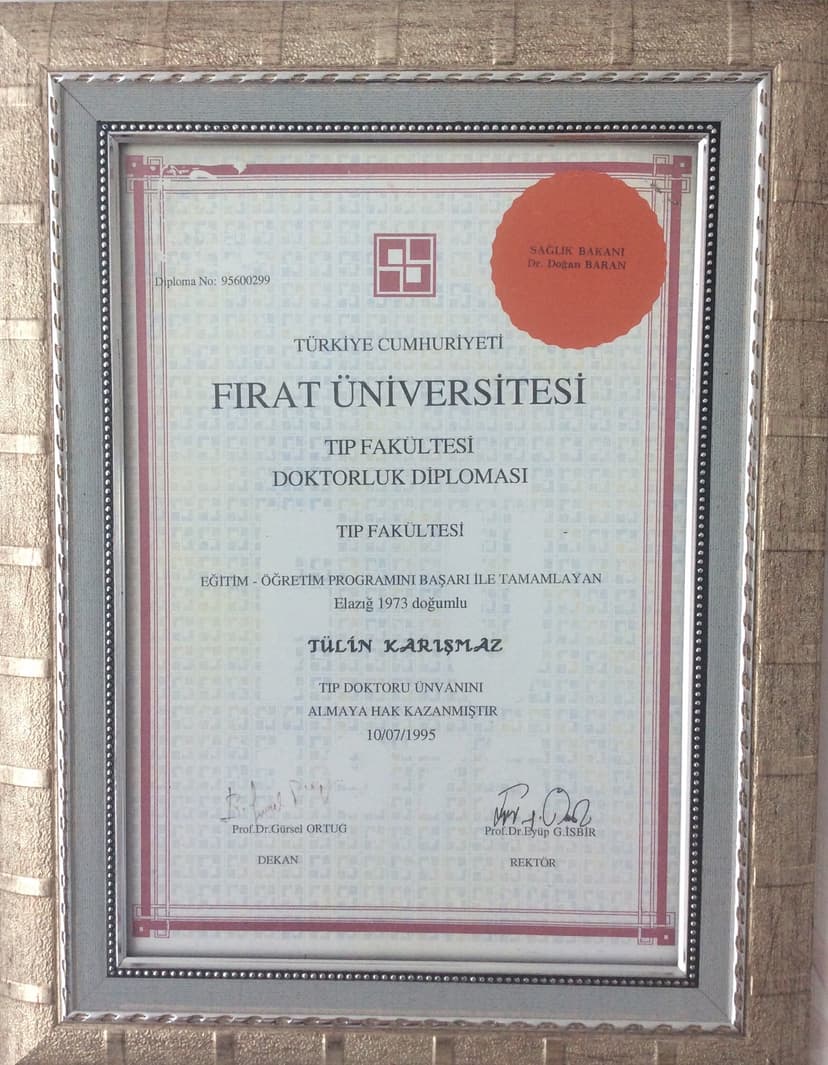 SAĞLIK BAKANI
Dr. Doğan BARAN
Diploma No: 95600299
TÜRKİYE CUMHURİYETİ
FIRAT ÜNİVERSİTESİ
TIP FAKÜLTESİ
DOKTORLUK DİPLOMASI
TIP FAKÜLTESİ
EĞİTİM - ÖĞRETİM PROGRAMINI BAŞARI İLE TAMAMLAYAN
Elazığ 1973 doğumlu
TÜLİN KARIŞMAZ
TIP DOKTORU ÜNVANINI
ALMAYA HAK KAZANMIŞTIR
10/07/1995
Prof.Dr.Gürsel ORTUG
Prof.Dr.Eyüp G.İSBİR
DEKAN
REKTÖR